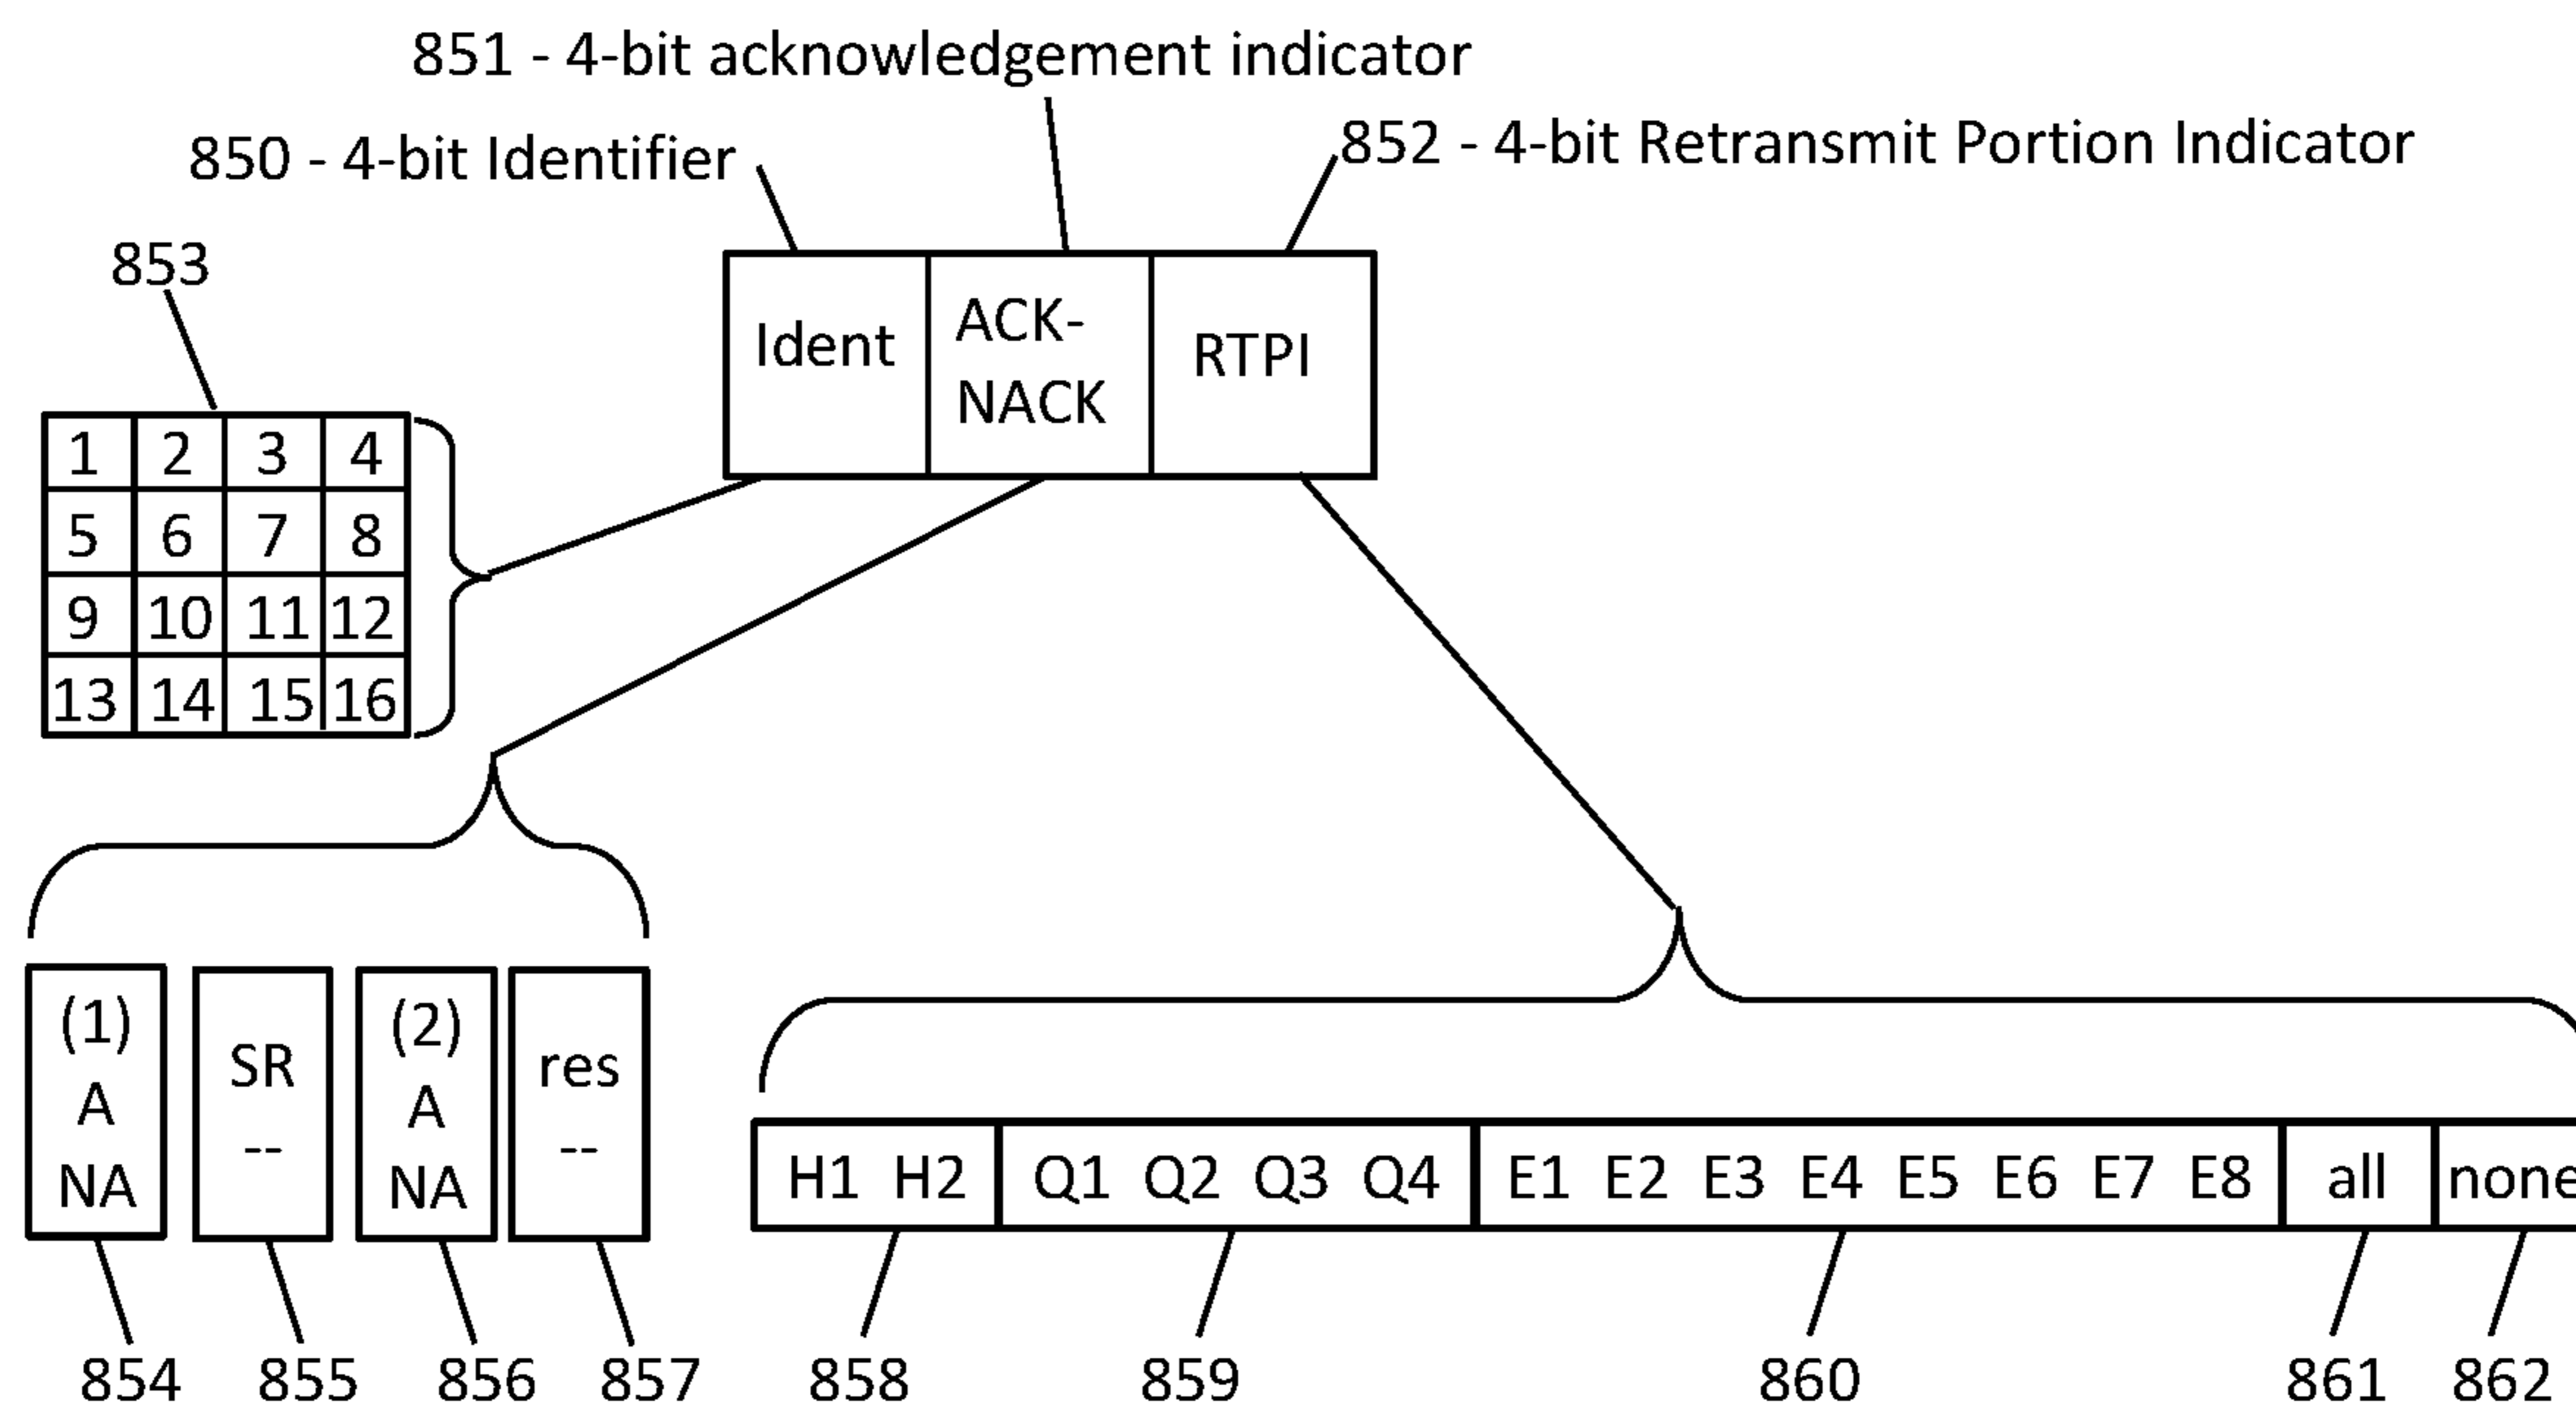 851 - 4-bit acknowledgement indicator
850 - 4-bit Identifier
852 - 4-bit Retransmit Portion Indicator
853
Ident
ACK-
NACK
RTPI
1 2 3 4
5 6 7 8
9 10 11 12
13 14 15 16
(1)
A
NA
SR
--
(2)
A
NA
res
--
H1 H2 Q1 Q2 Q3 Q4 E1 E2 E3 E4 E5 E6 E7 E8 all none
854 855 856 857 858 859 860 861 862